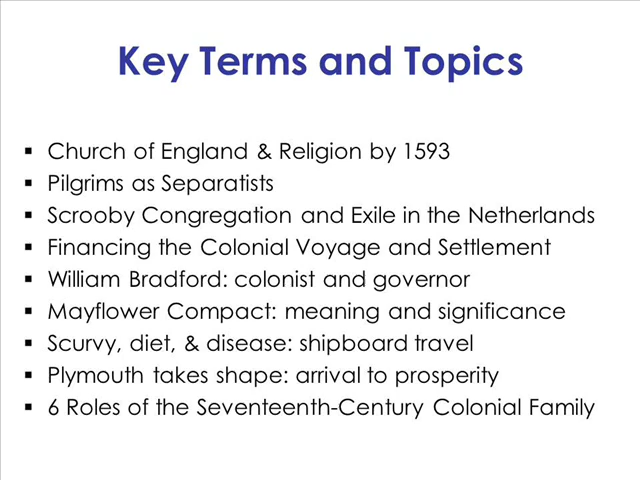 Key Terms and Topics
▪ Church of England & Religion by 1593
▪ Pilgrims as Separatists
▪ Scrooby Congregation and Exile in the Netherlands
▪ Financing the Colonial Voyage and Settlement
▪ William Bradford: colonist and governor
▪ Mayflower Compact: meaning and significance
▪ Scurvy, diet, & disease: shipboard travel
▪ Plymouth takes shape: arrival to prosperity
▪ 6 Roles of the Seventeenth-Century Colonial Family